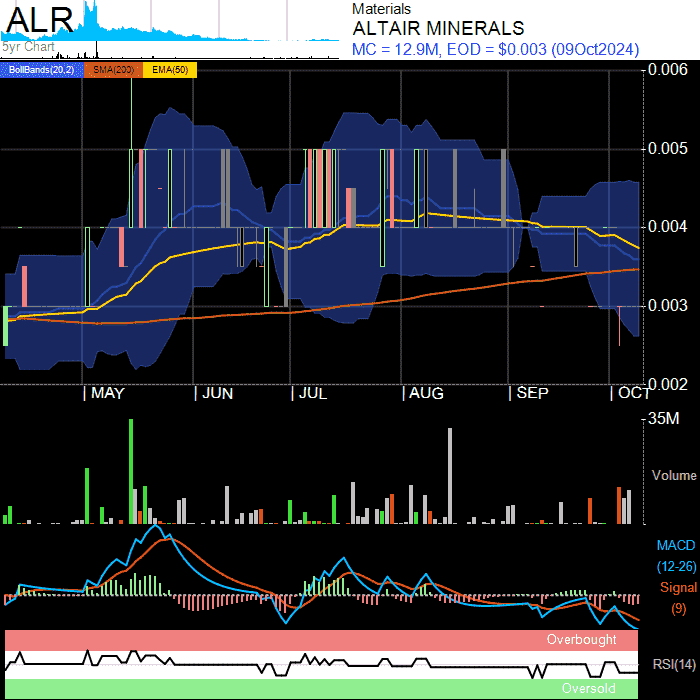 ALR
5yr Chart
Materials
ALTAIR MINERALS
MC = 12.9M, EOD = $0.003 (09Oct2024)
BollBands(20,2) SMA(200) EMA(50)
0.006
0.005
0.004
0.003
0.002
MAY JUN JUL AUG SEP OCT
35M
Volume
MACD
(12-26)
Signal
(9)
Overbought
RSI(14)
Oversold